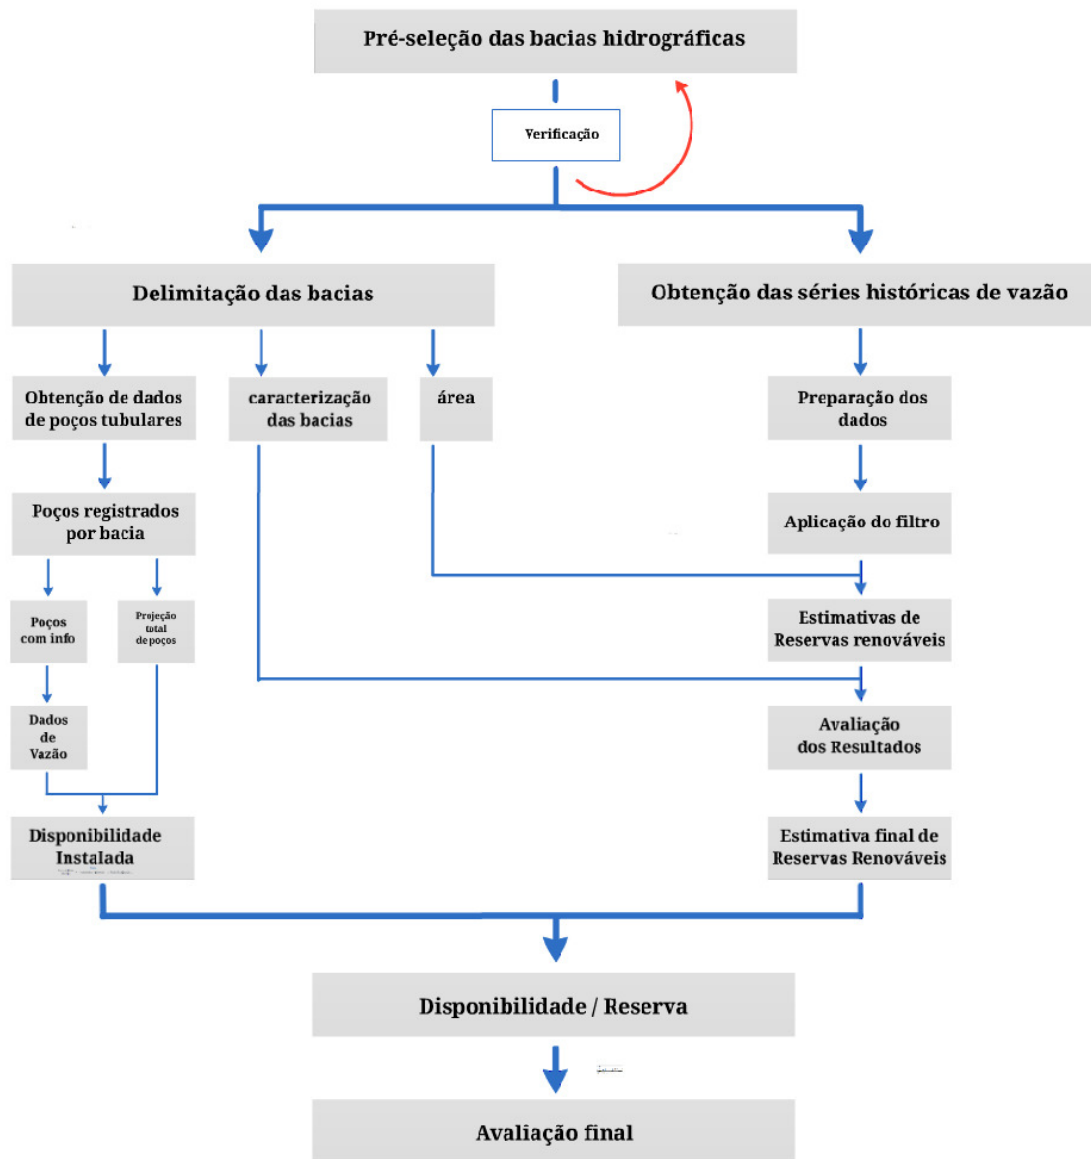 Pré-seleção das bacias hidrográficas
Verificação
Delimitação das bacias
Obtenção das séries históricas de vazão
Obtenção de dados
de poços tubulares
caracterização
das bacias
área
Preparação dos
dados
Poços registrados
por bacia
Aplicação do filtro
Poços
com info
Projeção
total
de poços
Estimativas de
Reservas renováveis
Dados
de
Vazão
Avaliação
dos Resultados
Disponibilidade
Instalada
Estimativa final de
Reservas Renováveis
Disponibilidade / Reserva
Avaliação final